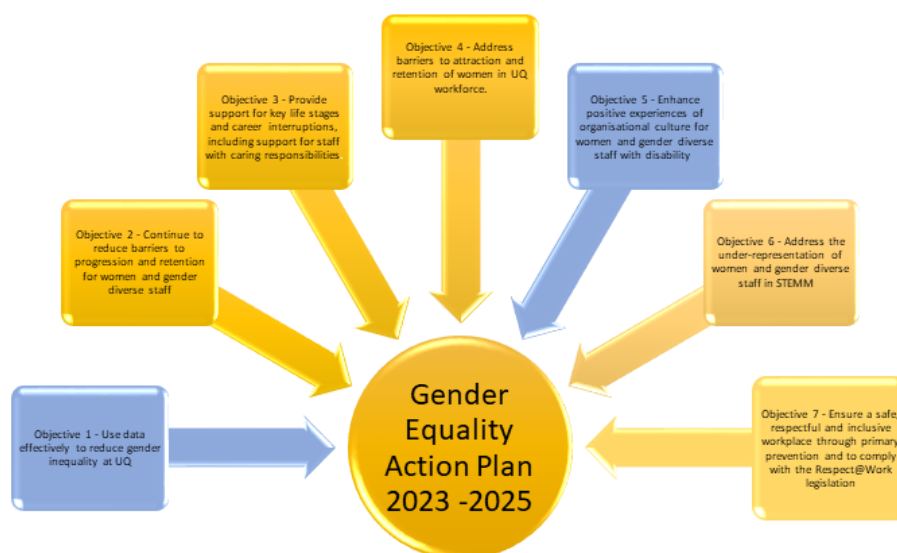 Objective 1 - Use data
effectively to reduce gender
inequality at UQ
Objective 2 - Continue to
reduce barriers to
progression and retention
for women and gender
diverse staff
Objective 3 - Provide
support for key life stages
and career interruptions,
including support for staff
with caring responsibilities.
Objective 4 - Address
barriers to attraction and
retention of women in UQ
workforce.
Objective 5 - Enhance
positive experiences of
organisational culture for
women and gender diverse
staff with disability
Objective 6 - Address the
under-representation of
women and gender diverse
staff in STEMM
Objective 7 - Ensure a safe,
respectful and inclusive
workplace through primary
prevention and to comply
with the Respect@Work
legislation
Gender
Equality
Action Plan
2023 -2025